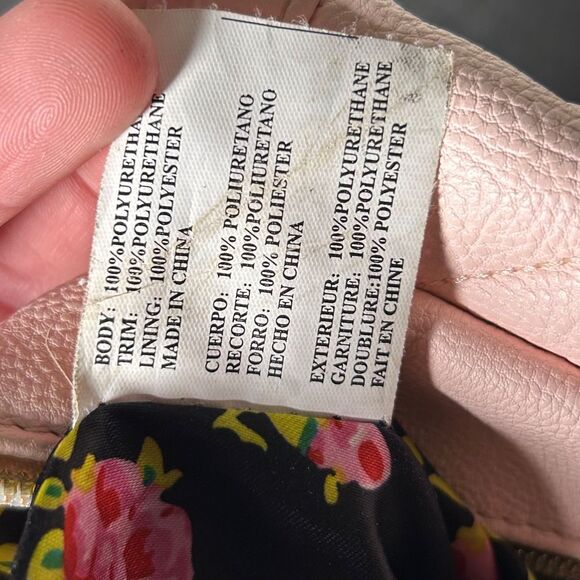 BODY: 100%POLYURETHANE
TRIM: 100%POLYURETHANE
LINING: 100%POLYESTER
MADE IN CHINA
CUERPO: 100% POLIURETANO
RECORTE: 100%POLIURETANO
FORRO: 100% POLIESTER
HECHO EN CHINA
EXTERIEUR: 100%POLYURETHANE
GARNITURE: 100%POLYURETHANE
DOUBLURE:100% POLYESTER
FAIT EN CHINE